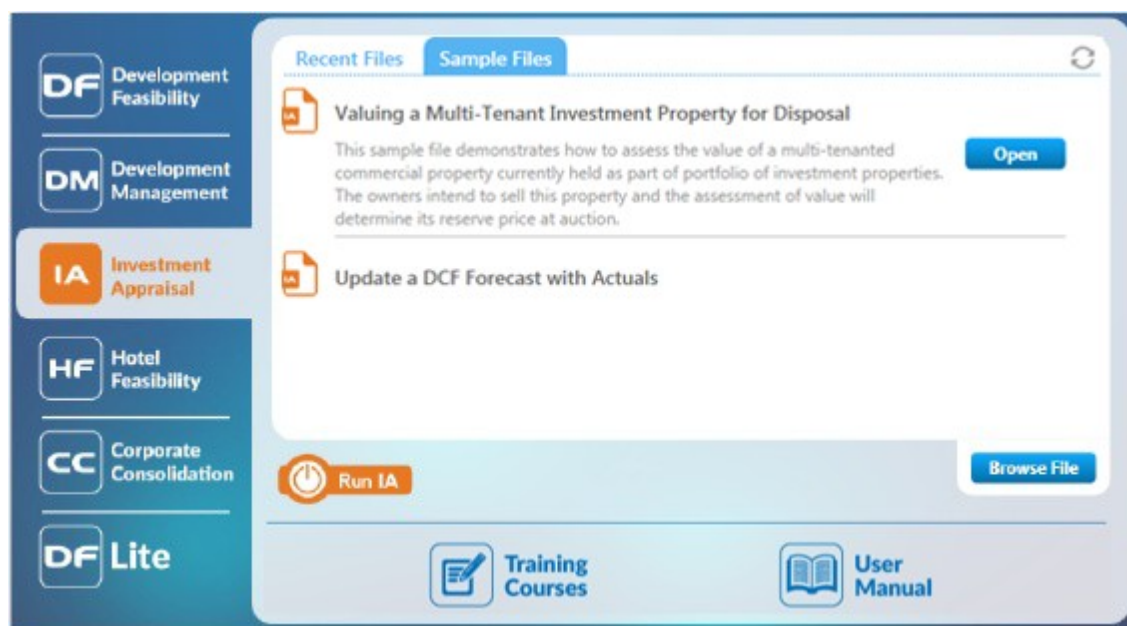 DF Development
Feasibility
DM Development
Management
IA Investment
Appraisal
HF Hotel
Feasibility
CC Corporate
Consolidation
DF Lite
Recent Files Sample Files
IA Valuing a Multi-Tenant Investment Property for Disposal
This sample file demonstrates how to assess the value of a multi-tenanted
commercial property currently held as part of portfolio of investment properties.
The owners intend to sell this property and the assessment of value will
determine its reserve price at auction.
Open
IA Update a DCF Forecast with Actuals
Run IA
Browse File
Training
Courses
User
Manual